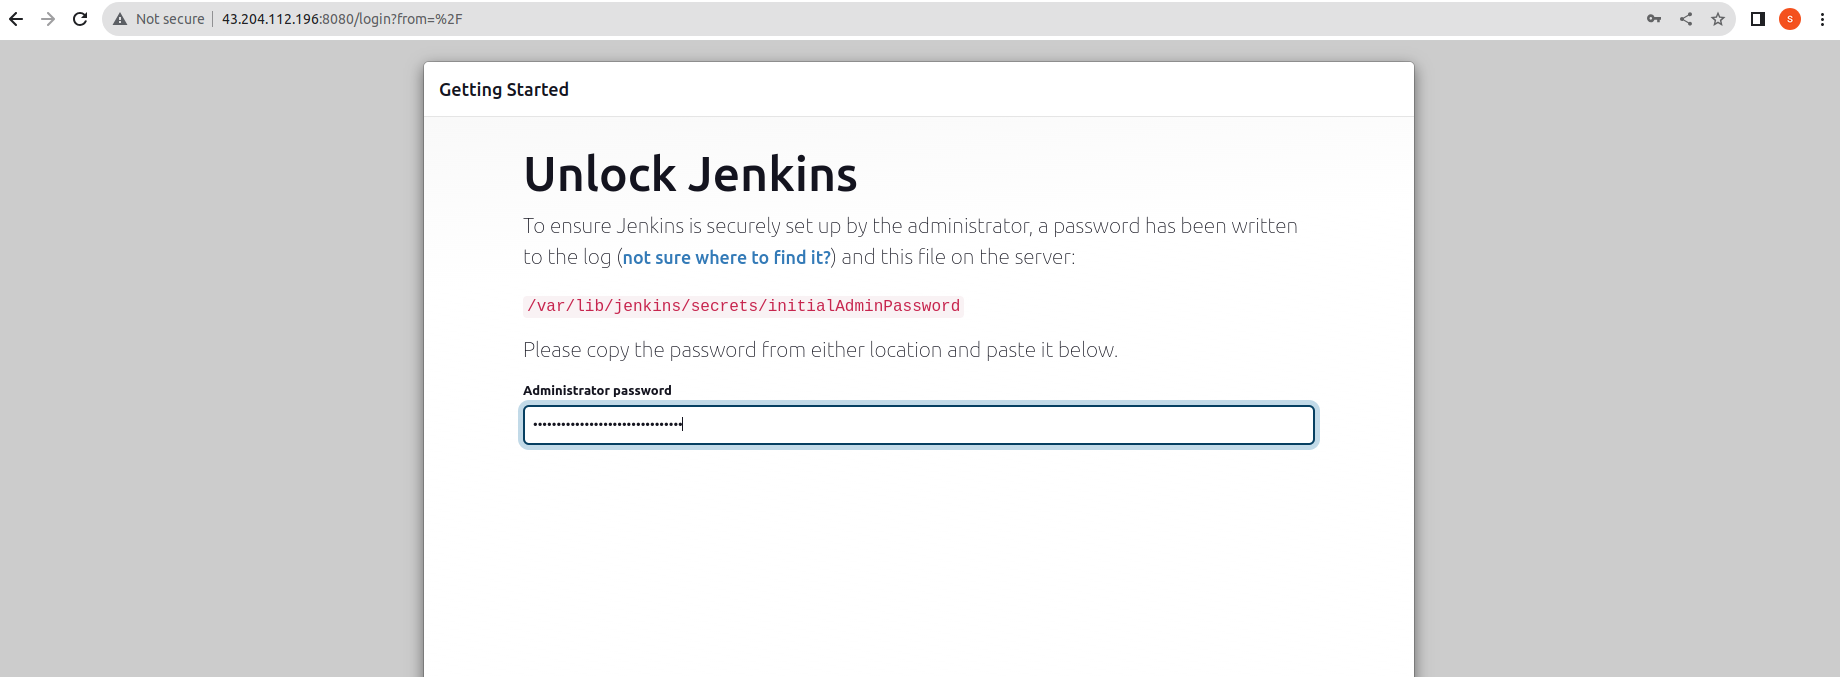 Not secure | 43.204.112.196:8080/login?from=%2F
s
Getting Started
Unlock Jenkins
To ensure Jenkins is securely set up by the administrator, a password has been written
to the log (not sure where to find it?) and this file on the server:
/var/lib/jenkins/secrets/initialAdminPassword
Please copy the password from either location and paste it below.
Administrator password
••••••••••••••••••••••••••••••••